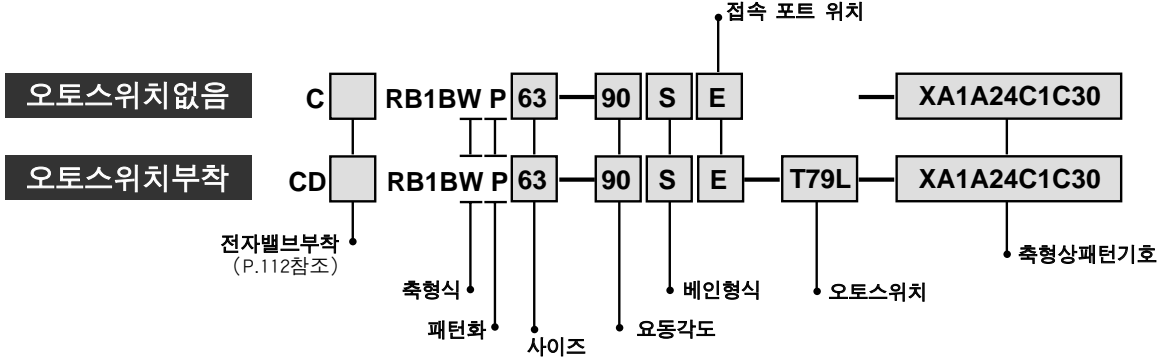 접속 포트 위치
오토스위치없음 C RB1BW P 63 90 S E XA1A24C1C30
오토스위치부착 CD RB1BW P 63 90 S E T79L XA1A24C1C30
전자밸브부착
(P.112참조)
축형상패턴기호
축형식
베인형식
오토스위치
패턴화
요동각도
사이즈